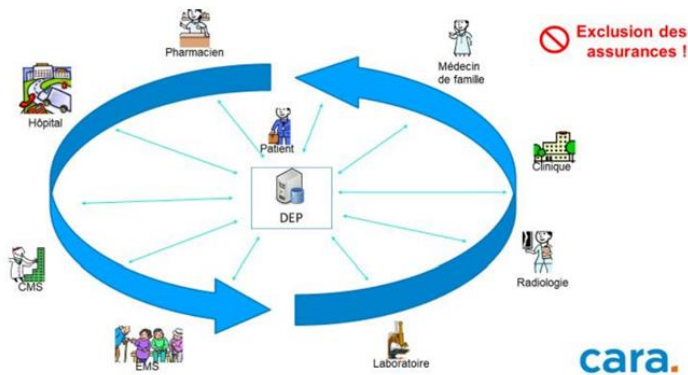 Pharmacien
Médecin
de famille
Exclusion des
assurances !
Hôpital
Patient
Clinique
DEP
CMS
Radiologie
EMS
Laboratoire
cara.